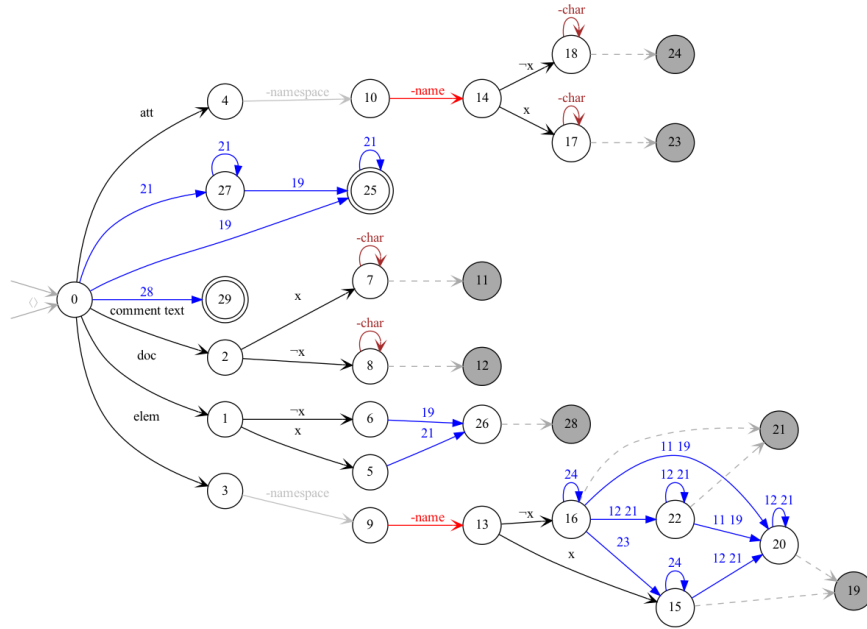 -char
18
24
¬x
-namespace
-name
4
10
14
att
x
-char
17
23
21
21
21
27
19
25
19
-char
7
11
x
0
⟨⟩
28
29
comment text
-char
doc
2
¬x
8
12
elem
1
¬x
6
19
26
28
x
21
5
21
11 19
3
-namespace
24
12 21
12 21
9
-name
13
¬x
16
12 21
22
11 19
20
x
23
24
12 21
15
19